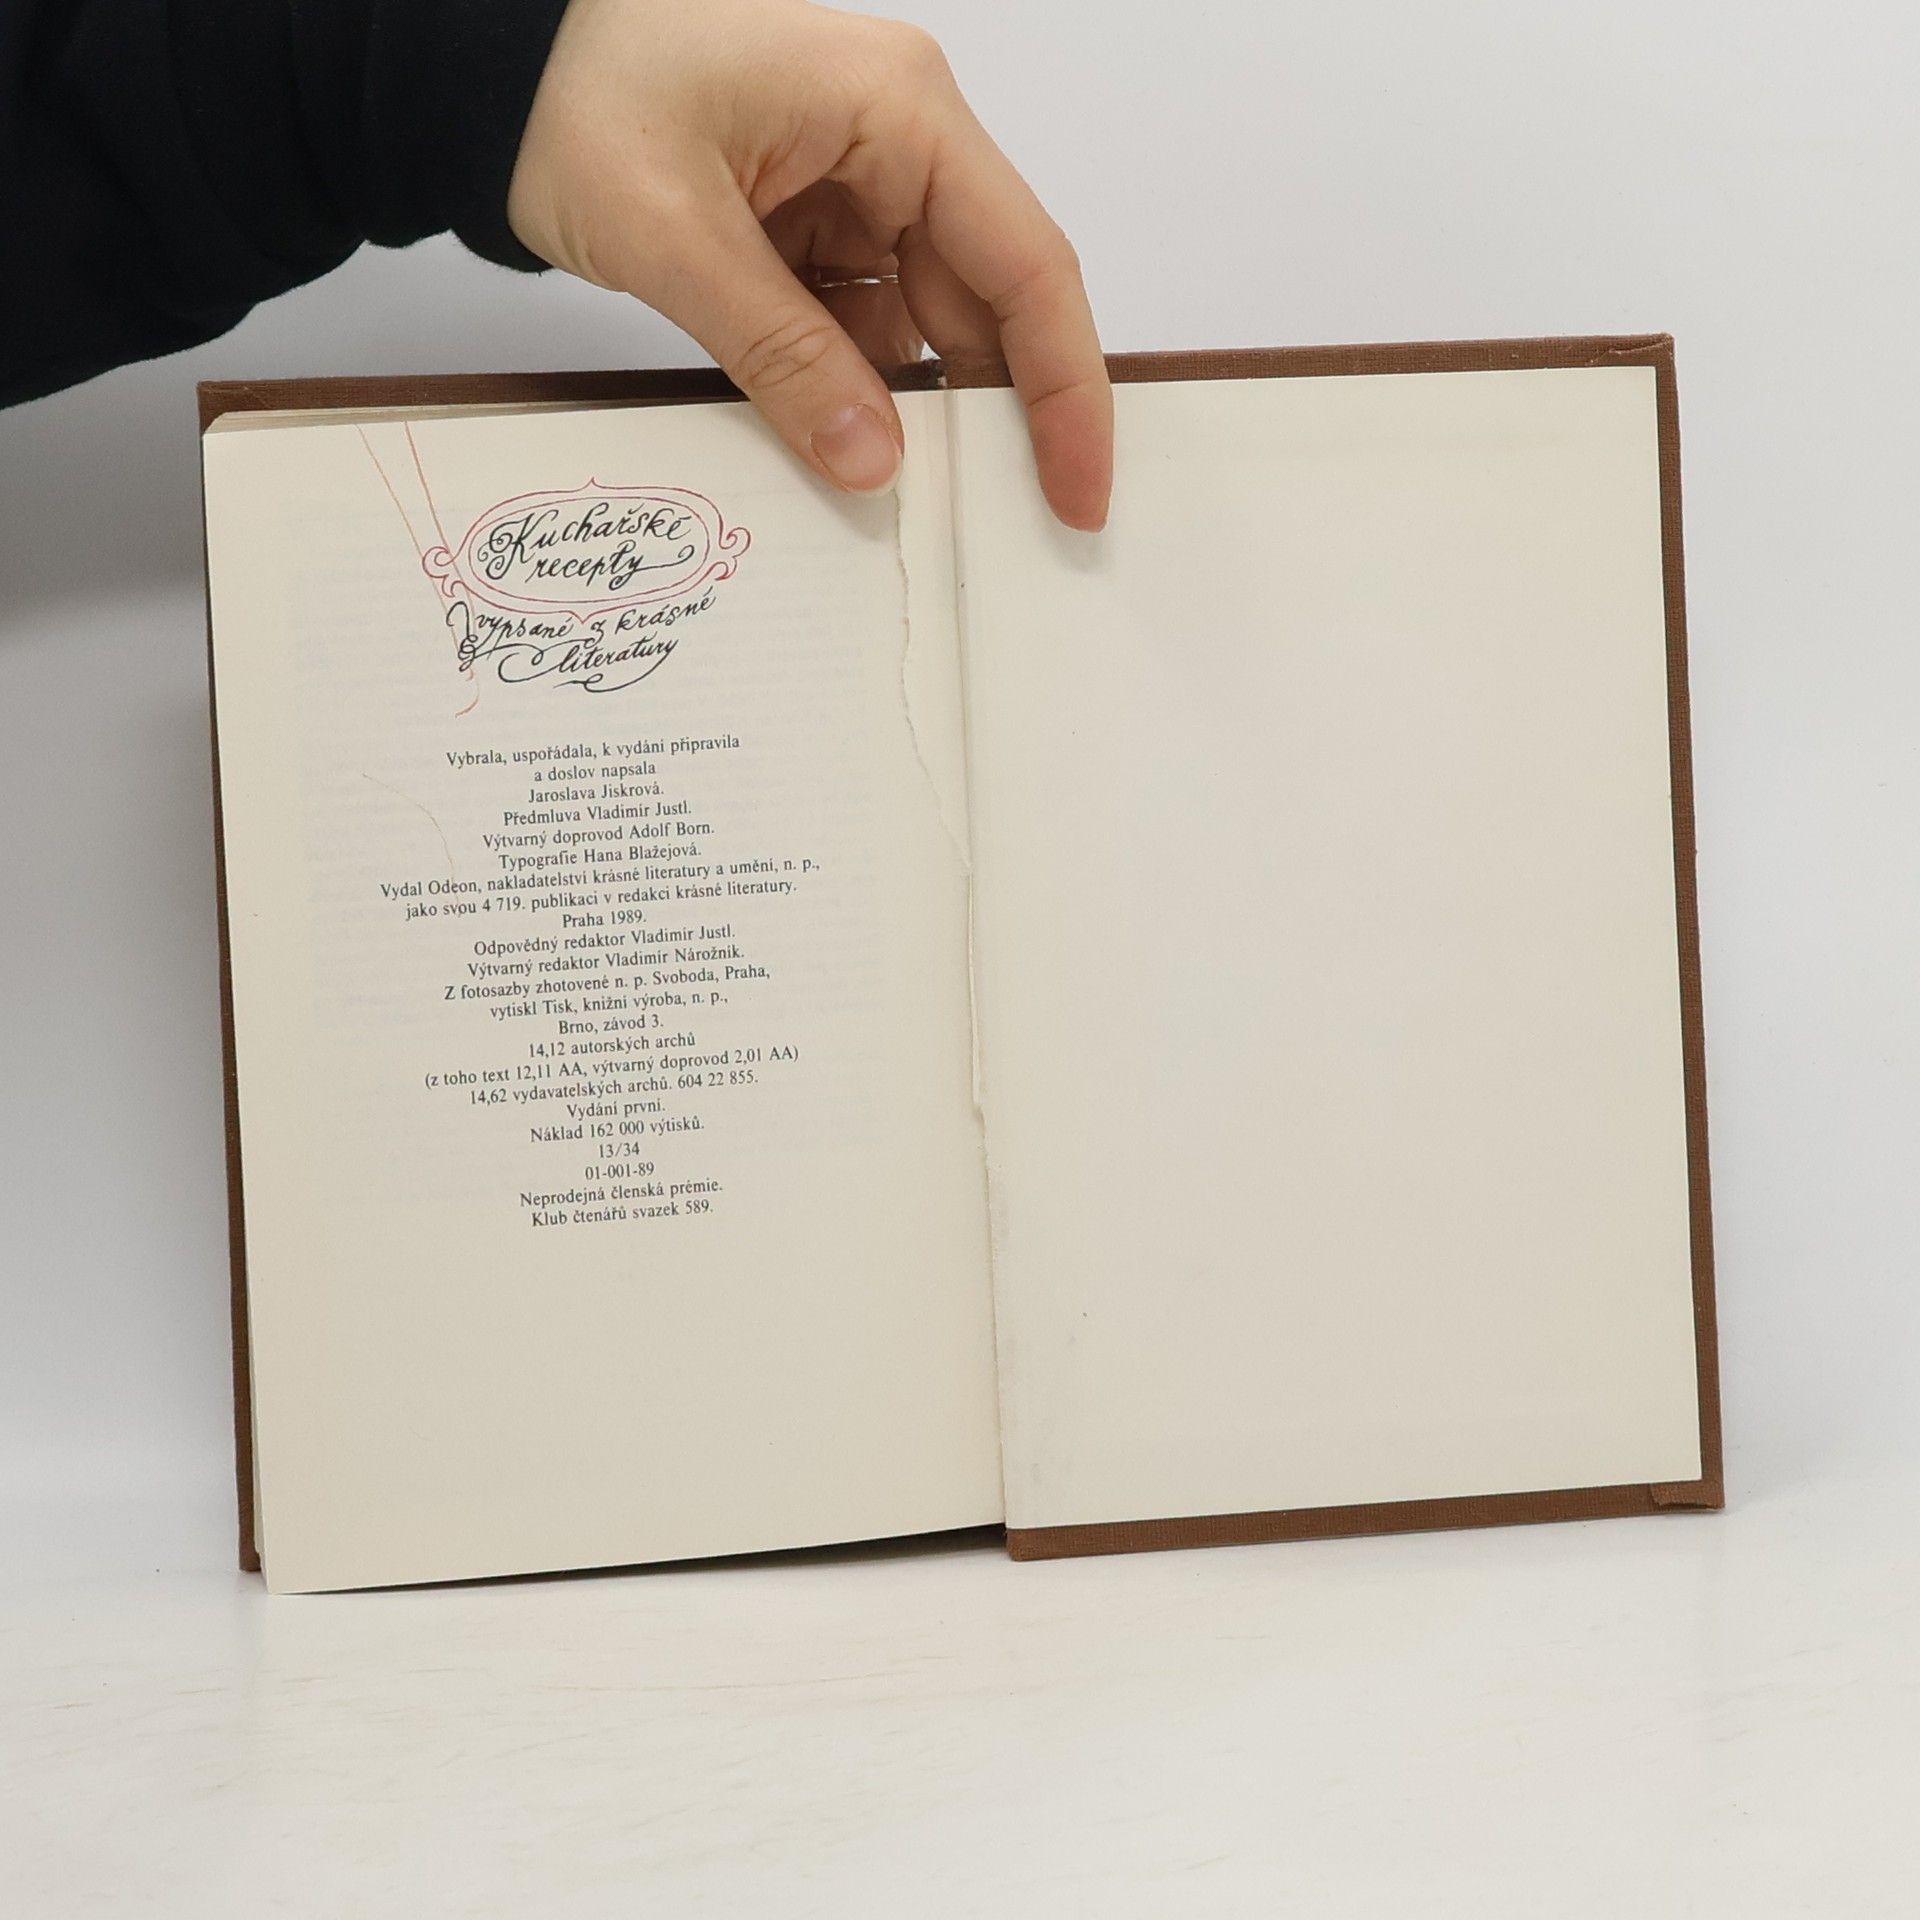 Kuchařské
recepty
vypsané z krásné
literatury
Vybrala, uspořádala, k vydání připravila
a doslov napsala
Jaroslava Jiskrová.
Předmluva Vladimír Justl.
Výtvarný doprovod Adolf Born.
Typografie Hana Blažejová.
Vydal Odeon, nakladatelství krásné literatury a umění, n. p.,
jako svou 4 719. publikaci v redakci krásné literatury.
Praha 1989.
Odpovědný redaktor Vladimír Justl.
Výtvarný redaktor Vladimír Nárožník.
Z fotosazby zhotovené n. p. Svoboda, Praha,
vytiskl Tisk, knižní výroba, n. p.,
Brno, závod 3.
14,12 autorských archů
(z toho text 12,11 AA, výtvarný doprovod 2,01 AA)
14,62 vydavatelských archů. 604 22 855.
Vydání první.
Náklad 162 000 výtisků.
13/34
01-001-89
Neprodejná členská prémie.
Klub čtenářů svazek 589.